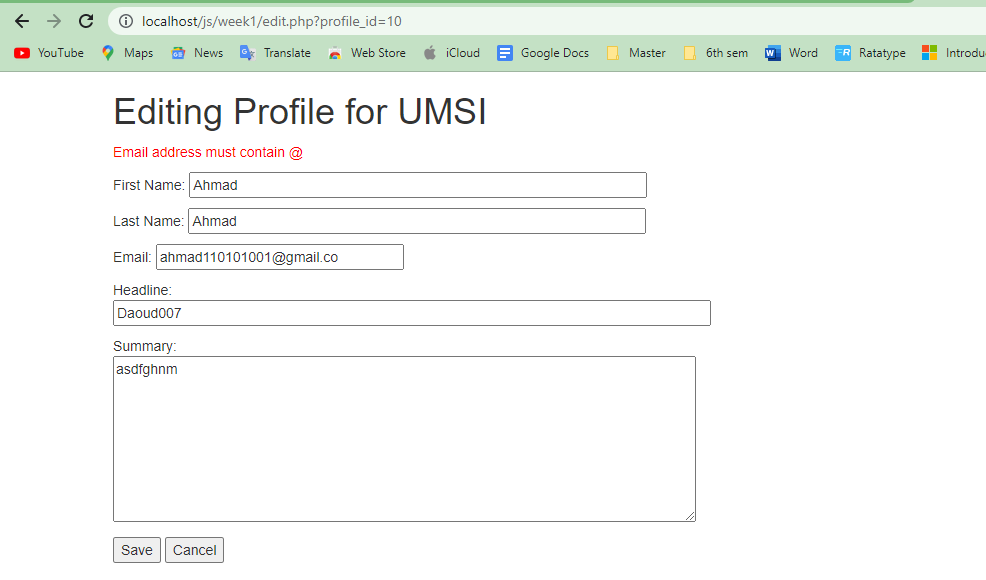 localhost/js/week1/edit.php?profile_id=10
YouTube Maps News Translate Web Store iCloud Google Docs Master 6th sem Word Ratatype Introdu
Editing Profile for UMSI
Email address must contain @
First Name: Ahmad
Last Name: Ahmad
Email: ahmad110101001@gmail.co
Headline:
Daoud007
Summary:
asdfghnm
Save Cancel